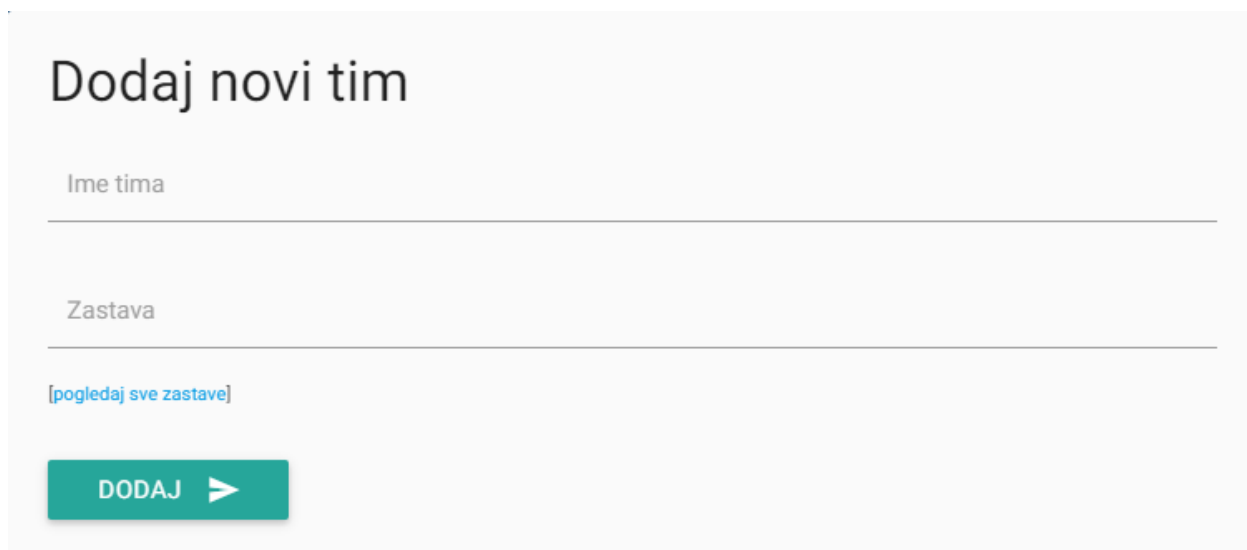 Dodaj novi tim
Ime tima
Zastava
[pogledaj sve zastave]
DODAJ